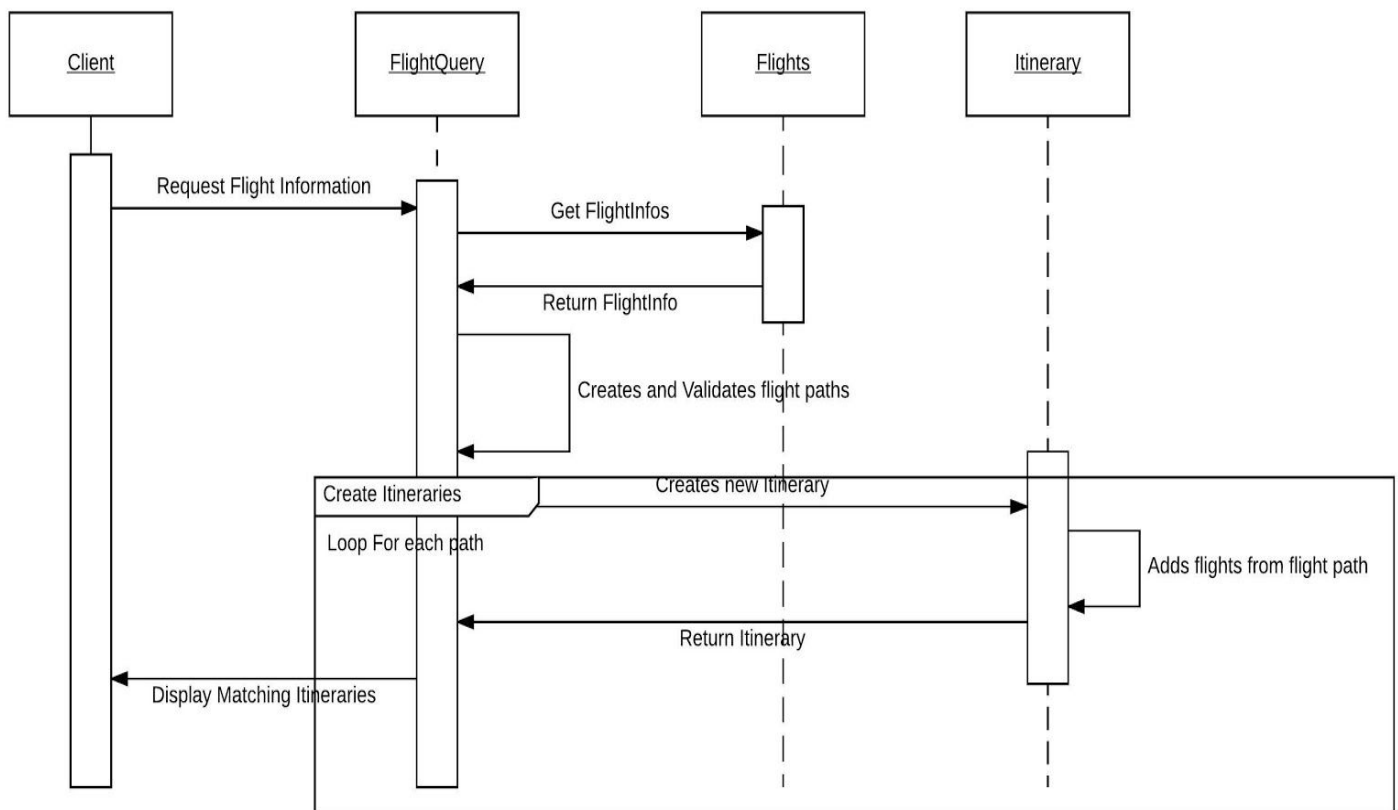 Client
FlightQuery
Flights
Itinerary
Request Flight Information
Get FlightInfos
Return FlightInfo
Creates and Validates flight paths
Create Itineraries
Creates new Itinerary
Loop For each path
Adds flights from flight path
Return Itinerary
Display Matching Itineraries